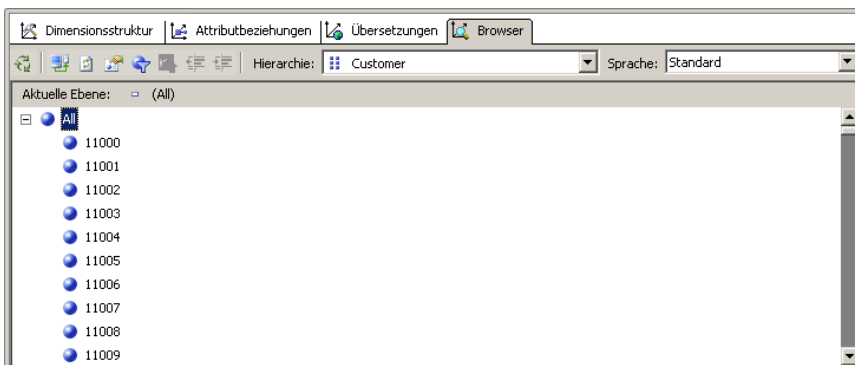 Dimensionsstruktur Attributbeziehungen Übersetzungen Browser
Hierarchie: Customer Sprache: Standard
Aktuelle Ebene: (All)
All
11000
11001
11002
11003
11004
11005
11006
11007
11008
11009